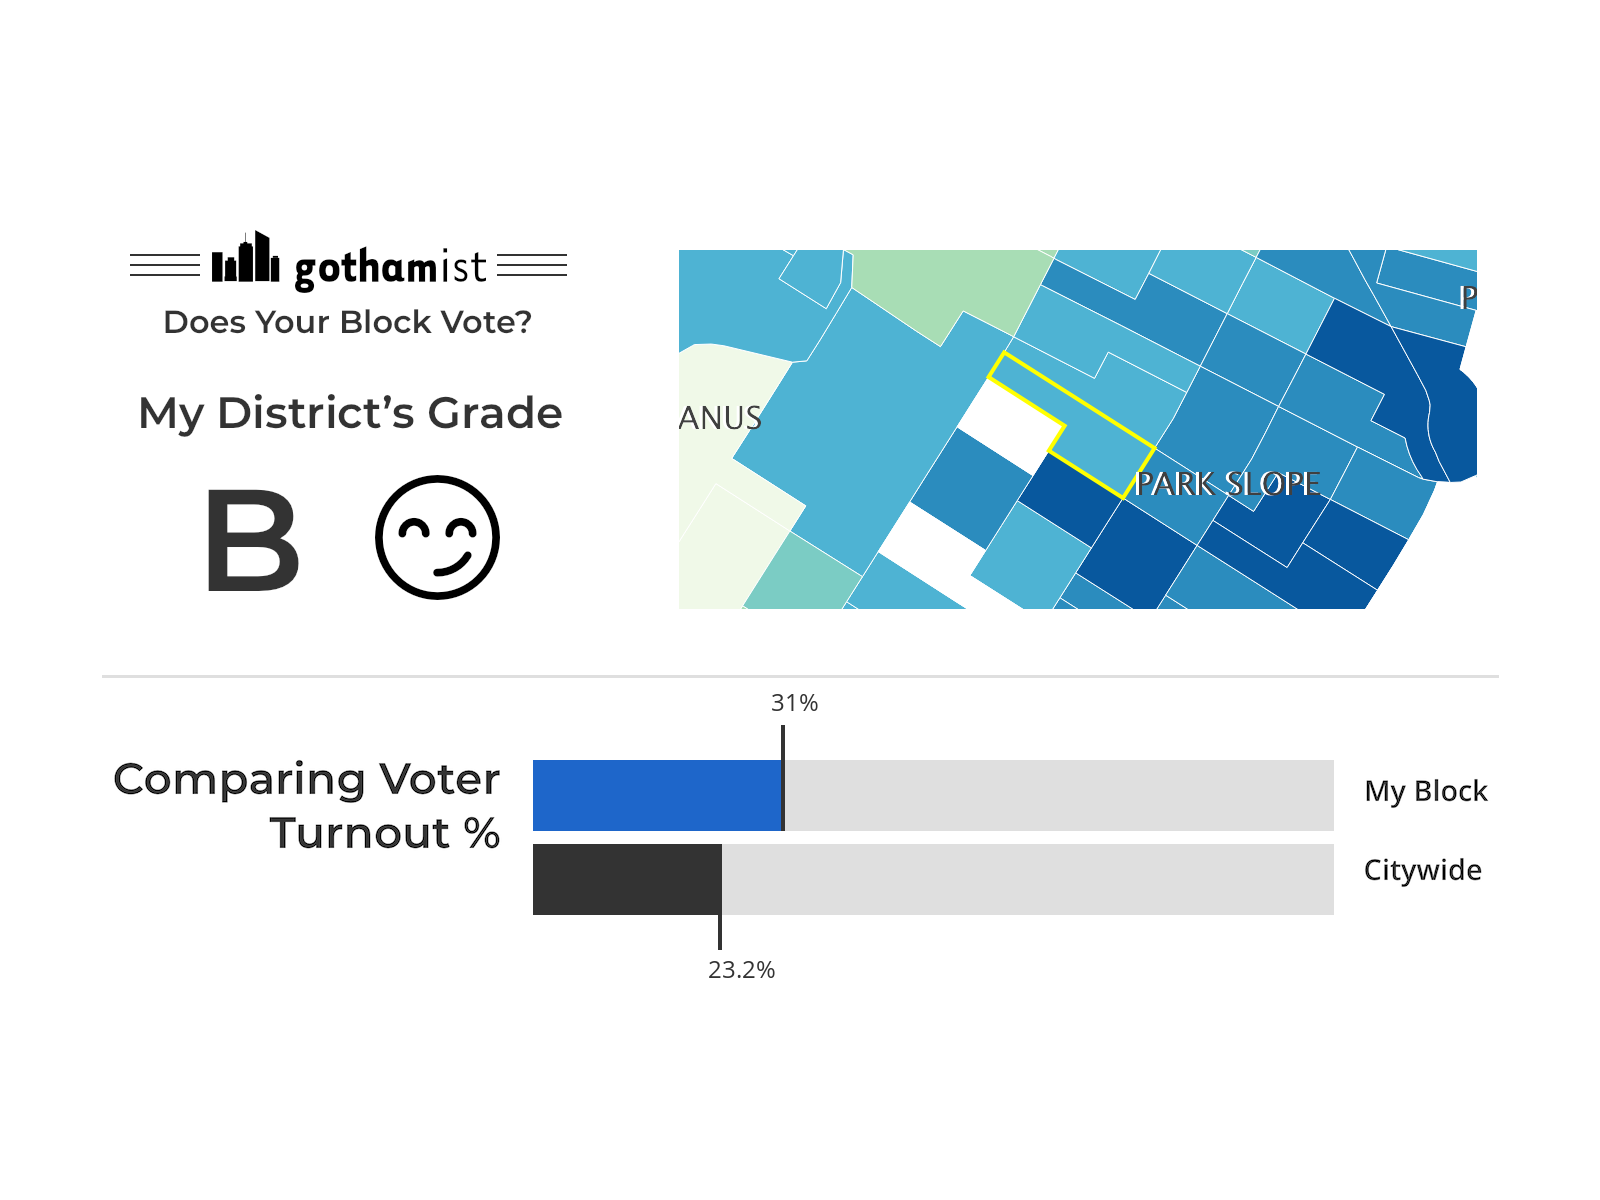 gothamist
Does Your Block Vote?
My District’s Grade
B
P
ANUS
PARK SLOPE
31%
Comparing Voter
Turnout %
My Block
Citywide
23.2%